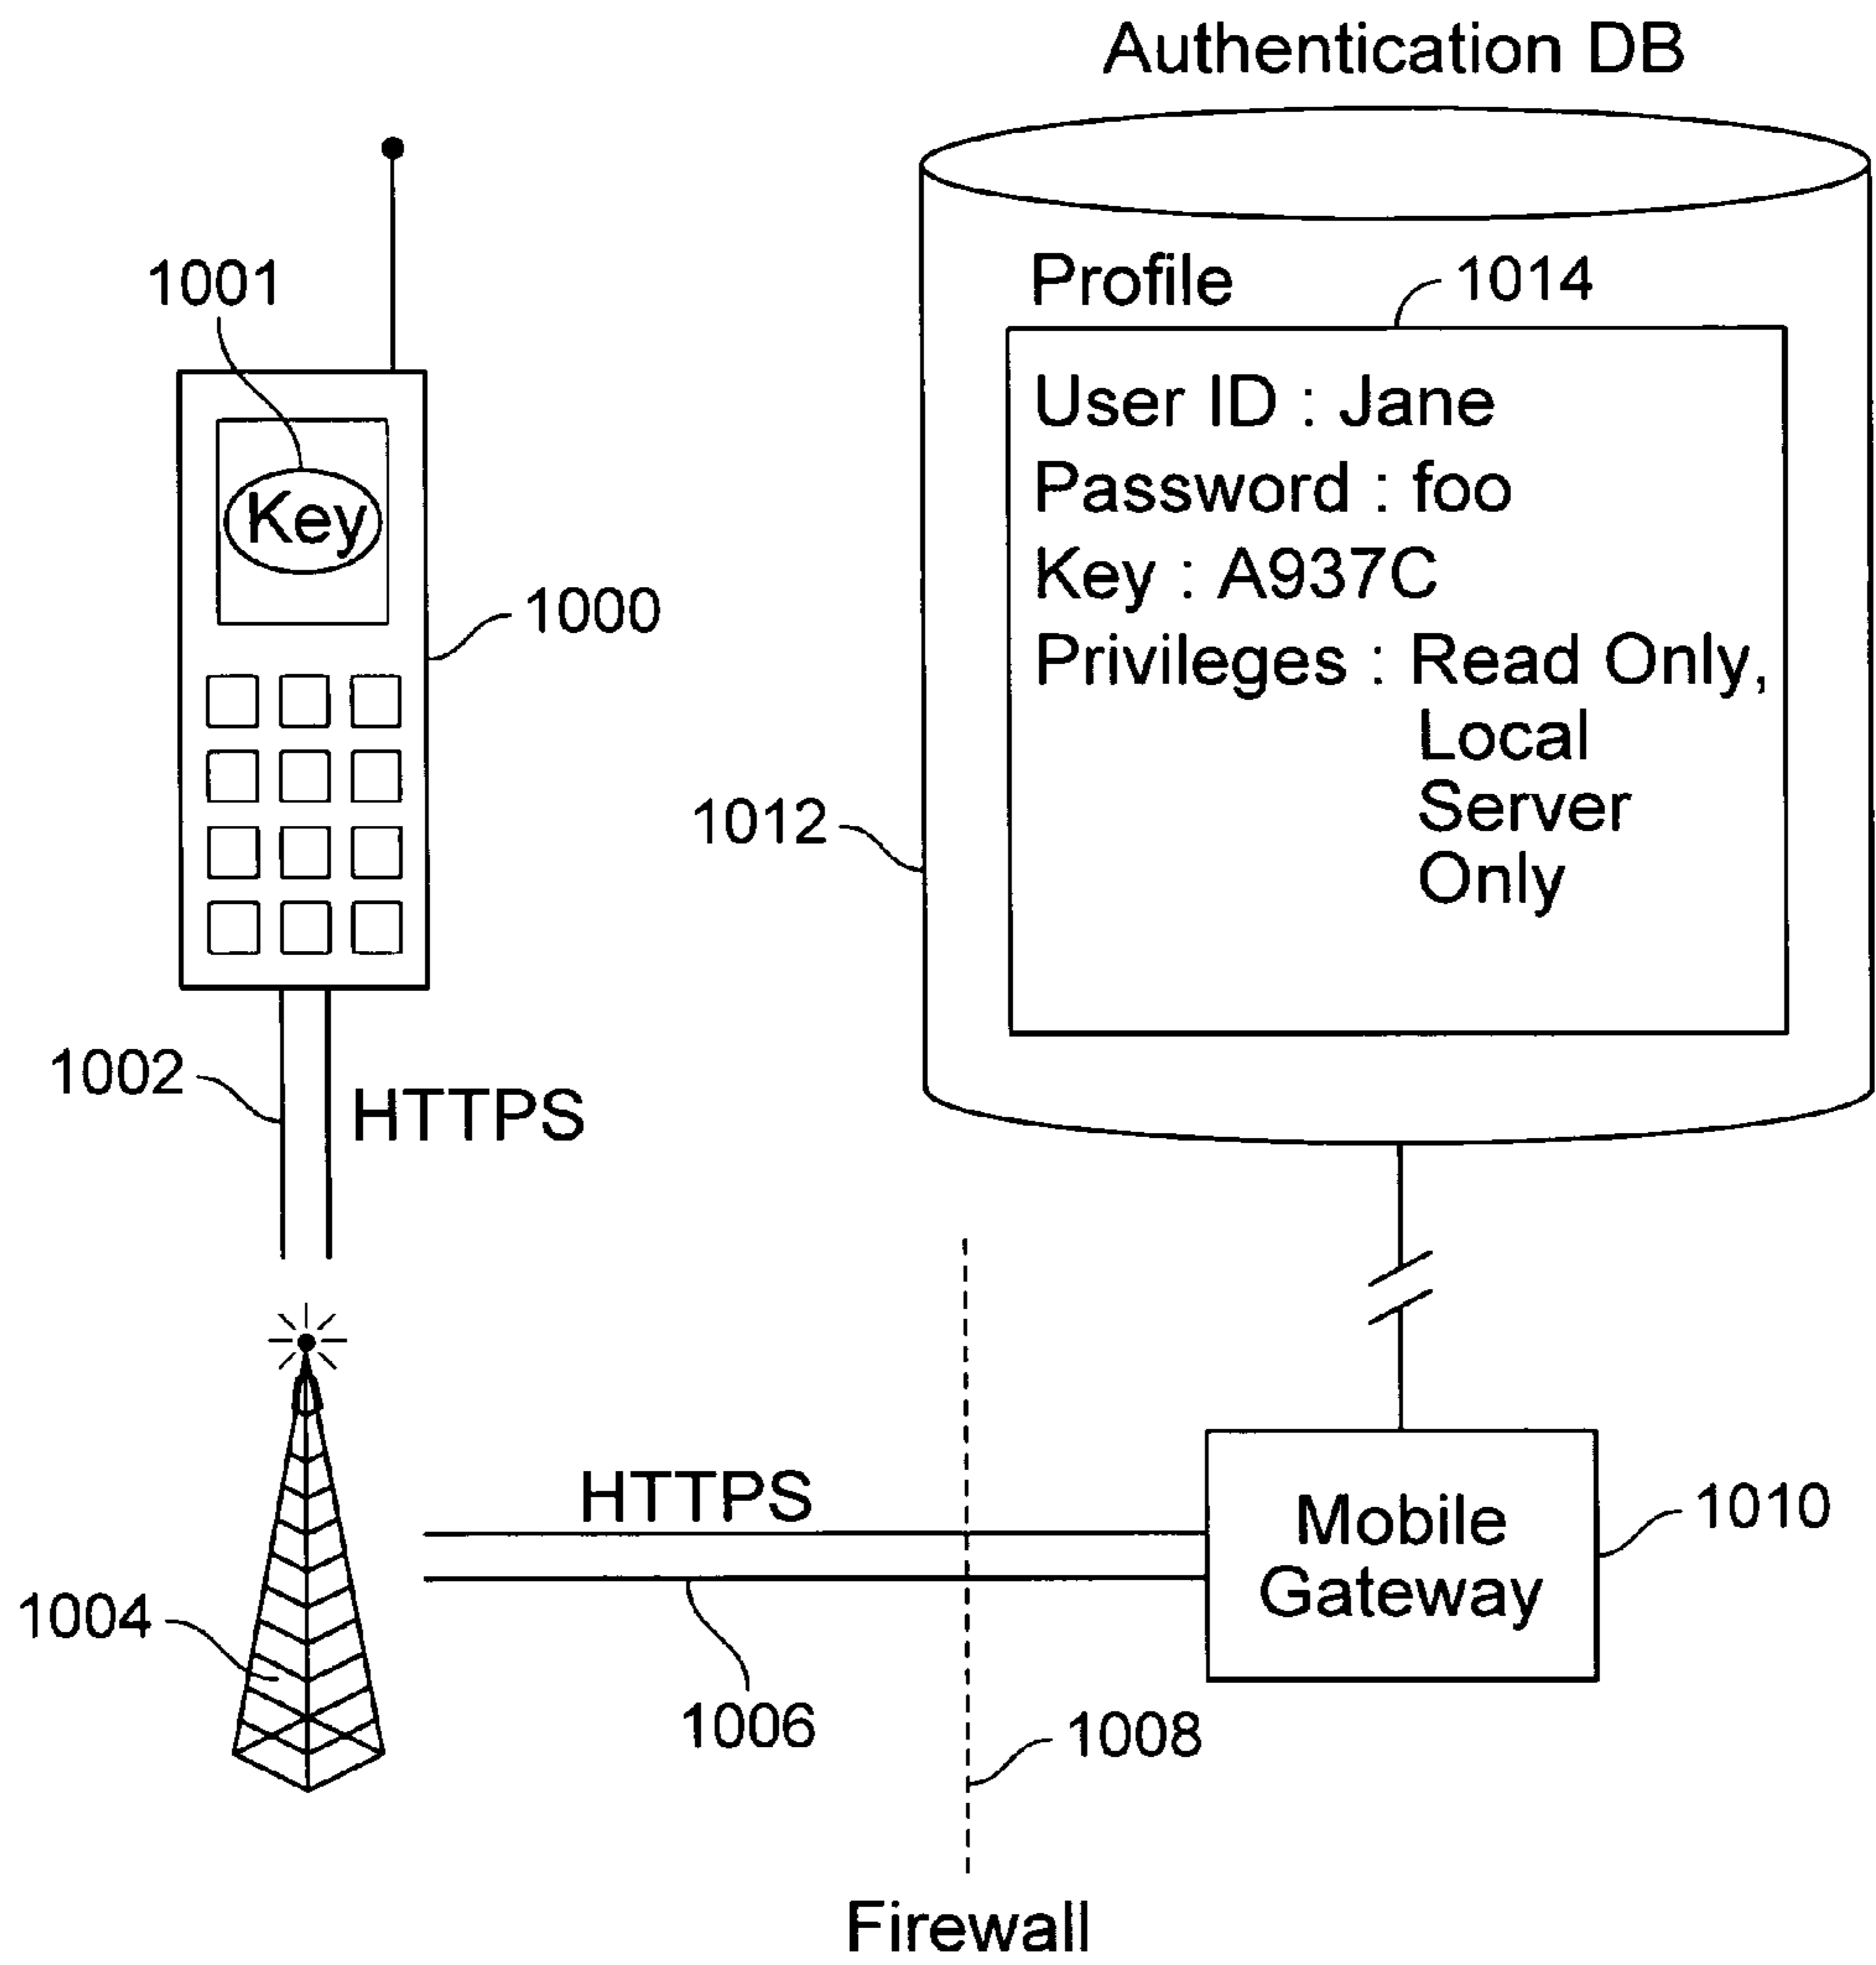 Authentication DB
1001
Key
1000
Profile
1014
User ID : Jane
Password : foo
Key : A937C
Privileges : Read Only,
Local
Server
Only
1012
1002
HTTPS
HTTPS
Mobile
Gateway
1010
1004
1006
1008
Firewall